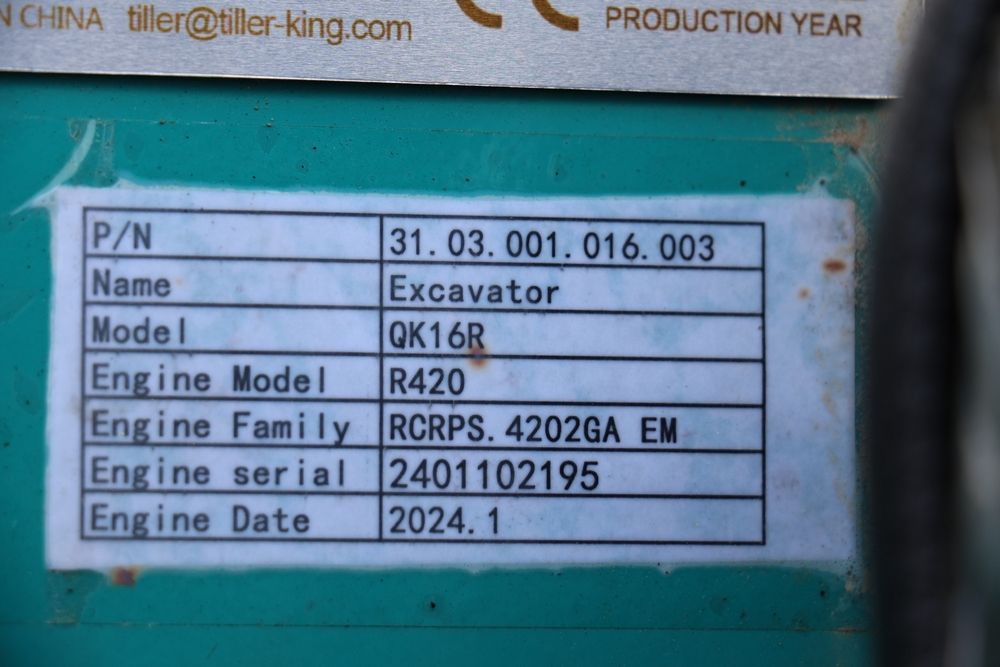 N CHINA tiller@tiller-king.com
PRODUCTION YEAR
P/N 31.03.001.016.003
Name Excavator
Model QK16R
Engine Model R420
Engine Family RCRPS.4202GA EM
Engine serial 2401102195
Engine Date 2024.1